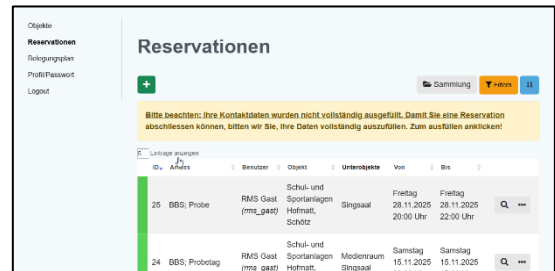 Objekte
Reservationen
Belegungsplan
Profil/Passwort
Logout
Reservationen
+
Sammlung
Filtern
Bitte beachten: Ihre Kontaktdaten wurden nicht vollständig ausgefüllt. Damit Sie eine Reservation
abschliessen können, bitten wir Sie, Ihre Daten vollständig auszufüllen. Zum ausfüllen anklicken!
5 Einträge anzeigen
ID Anlass Benutzer Objekt Unterobjekte Von Bis
25 BBS; Probe RMS Gast (rms_gast) Schul- und Sportanlagen Hofmatt, Schötz Singsaal Freitag 28.11.2025 20:00 Uhr Freitag 28.11.2025 22:00 Uhr
24 BBS; Probetag RMS Gast (rms_gast) Schul- und Sportanlagen Hofmatt, Medienraum Singsaal Samstag 15.11.2025 Samstag 15.11.2025